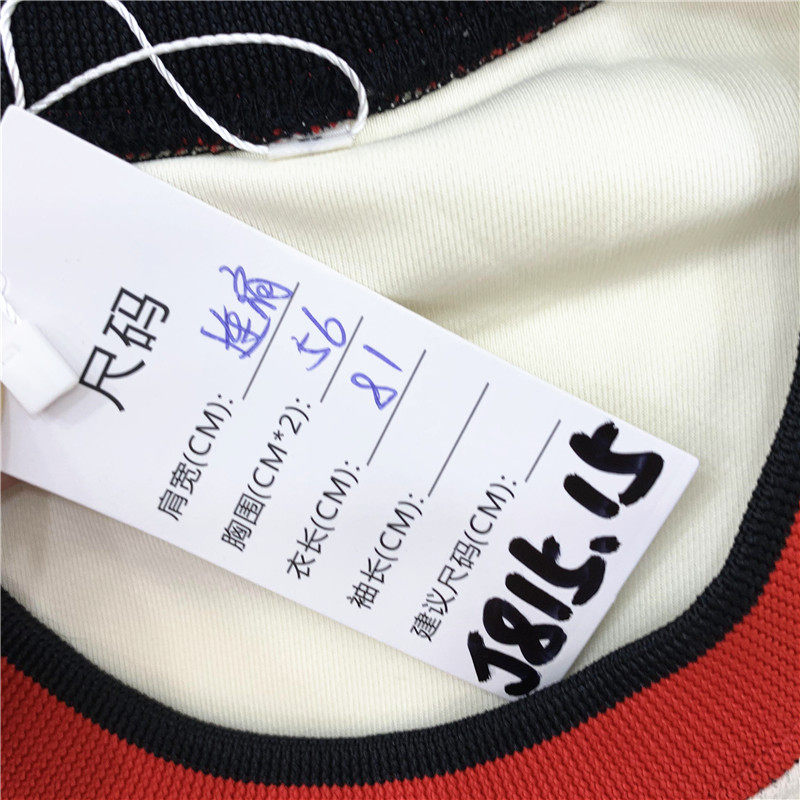 尺码
肩宽(CM): 连肩
胸围(CM*2): 56
衣长(CM): 81
袖长(CM):
建议尺码(CM):
J815.15